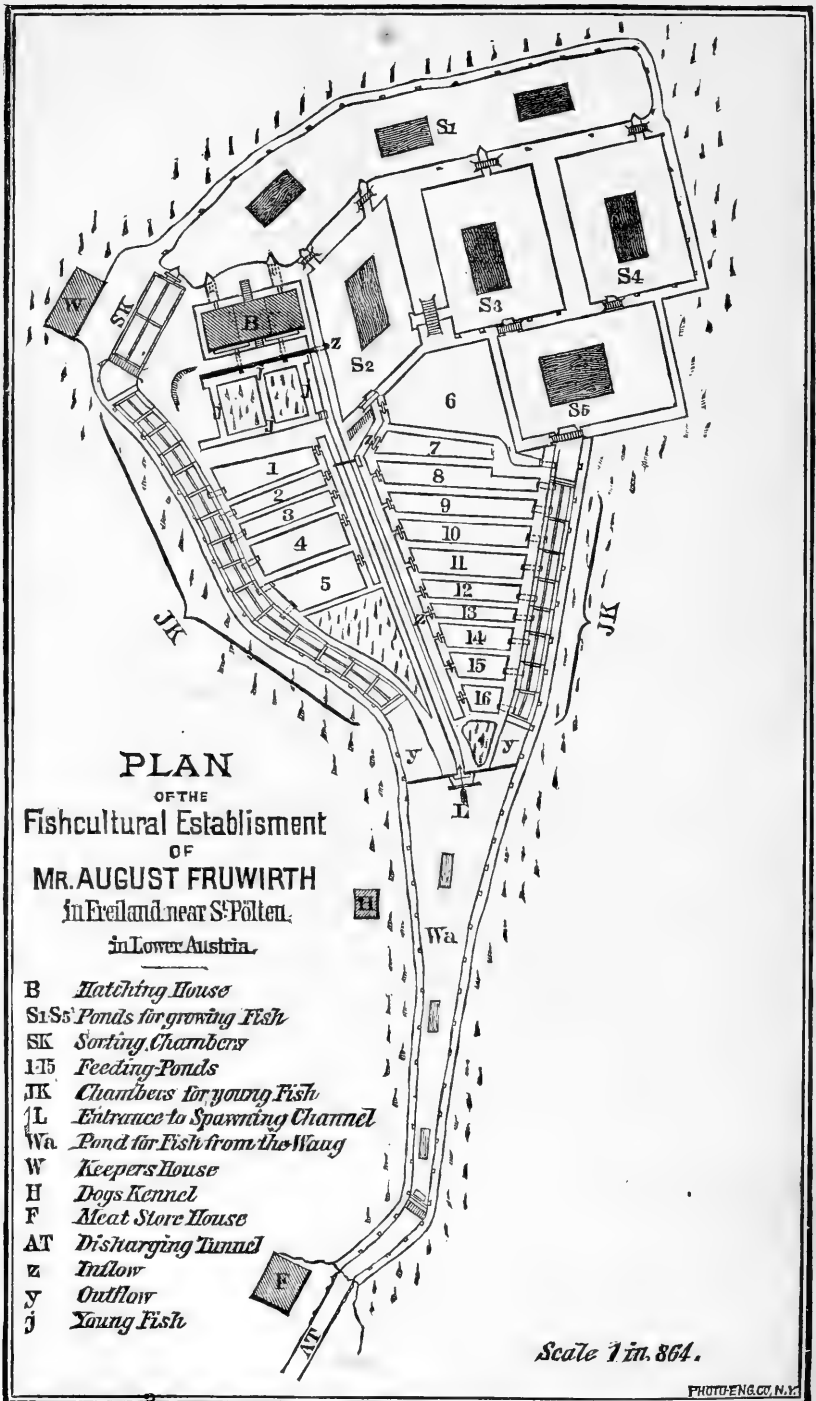 S1
W
SK
S4
S3
B
z
S2
6
S5
7
z
1
8
2
9
3
10
4
11
5
12
13
z
JK
14
JK
15
16
y
y
L
PLAN
OF THE
Fishcultural Establisment
OF
MR. AUGUST FRUWIRTH
in Freiland near St Pölten.
in Lower Austria.
H
Wa
B Hatching House
S1-S5 Ponds for growing Fish
SK Sorting Chambers
1-15 Feeding-Ponds
JK Chambers for young Fish
L Entrance to Spawning Channel
Wa Pond for Fish from the Waag
W Keepers House
H Dogs Kennel
F Meat Store House
AT Disharging Tunnel
z Inflow
y Outflow
j Young Fish
F
AT
Scale 1 in. 864.
PHOTO-ENG. CO, N.Y.